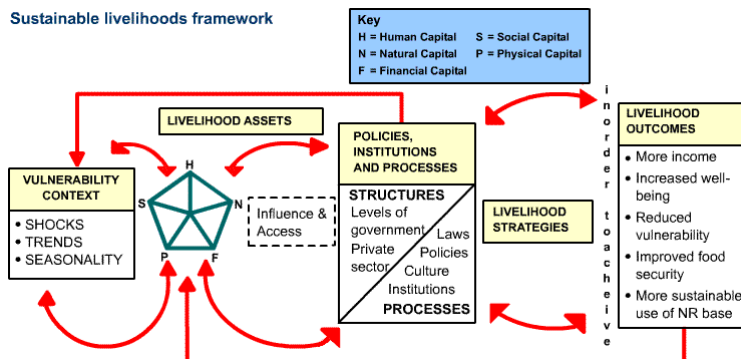 Sustainable livelihoods framework
Key
H = Human Capital S = Social Capital
N = Natural Capital P = Physical Capital
F = Financial Capital
LIVELIHOOD ASSETS
VULNERABILITY
CONTEXT
• SHOCKS
• TRENDS
• SEASONALITY
H
S
N
P
F
Influence &
Access
POLICIES,
INSTITUTIONS
AND PROCESSES
STRUCTURES
Levels of
government
Private
sector
Laws
Policies
Culture
Institutions
PROCESSES
LIVELIHOOD
STRATEGIES
inorder toacheive
LIVELIHOOD
OUTCOMES
• More income
• Increased well-
being
• Reduced
vulnerability
• Improved food
security
• More sustainable
use of NR base